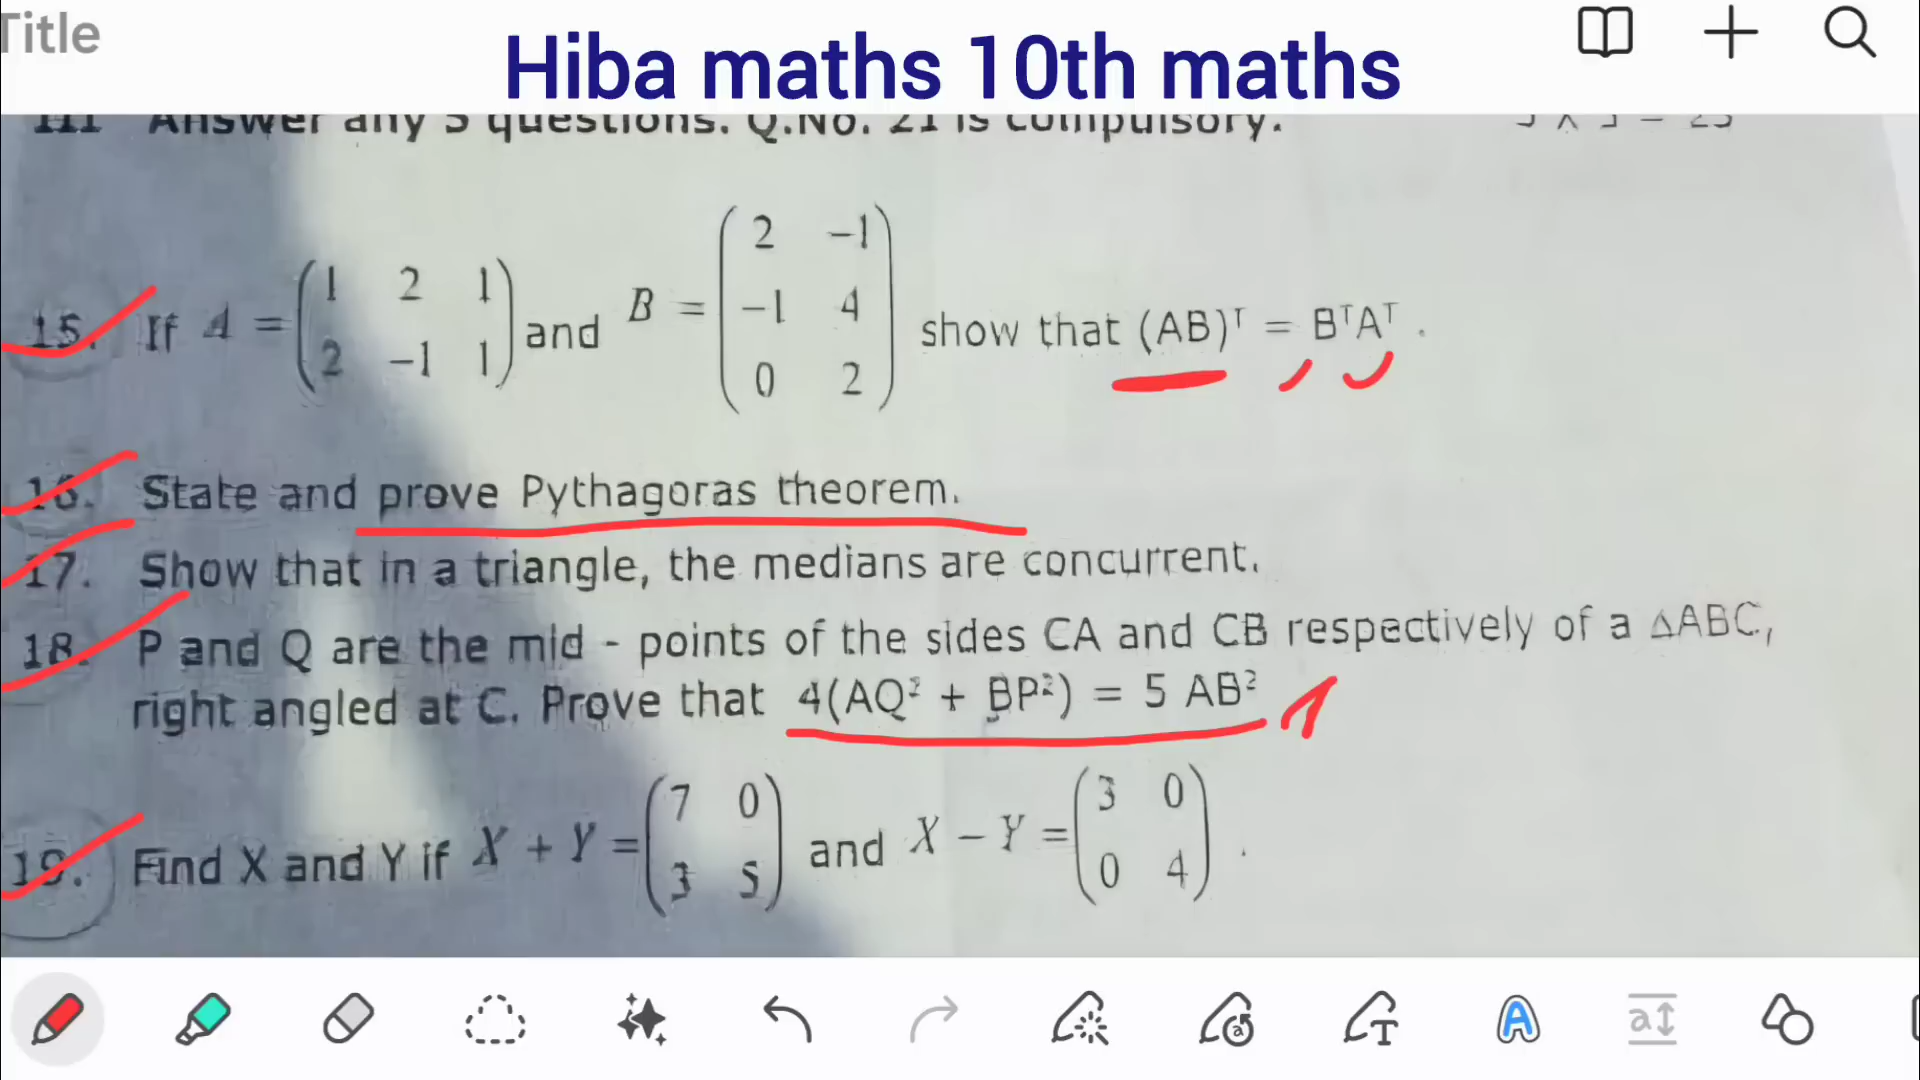 Title
Hiba maths 10th maths
III Answer any 5 questions. Q.No. 21 is compulsory. 5 X 5 = 25
15. If A = (1 2 1
2 -1 1) and B = (2 -1
-1 4
0 2) show that (AB)ᵀ = BᵀAᵀ .
16. State and prove Pythagoras theorem.
17. Show that in a triangle, the medians are concurrent.
18. P and Q are the mid - points of the sides CA and CB respectively of a ΔABC,
right angled at C. Prove that 4(AQ² + BP²) = 5 AB²
19. Find X and Y if X + Y = (7 0
3 5) and X - Y = (3 0
0 4) .